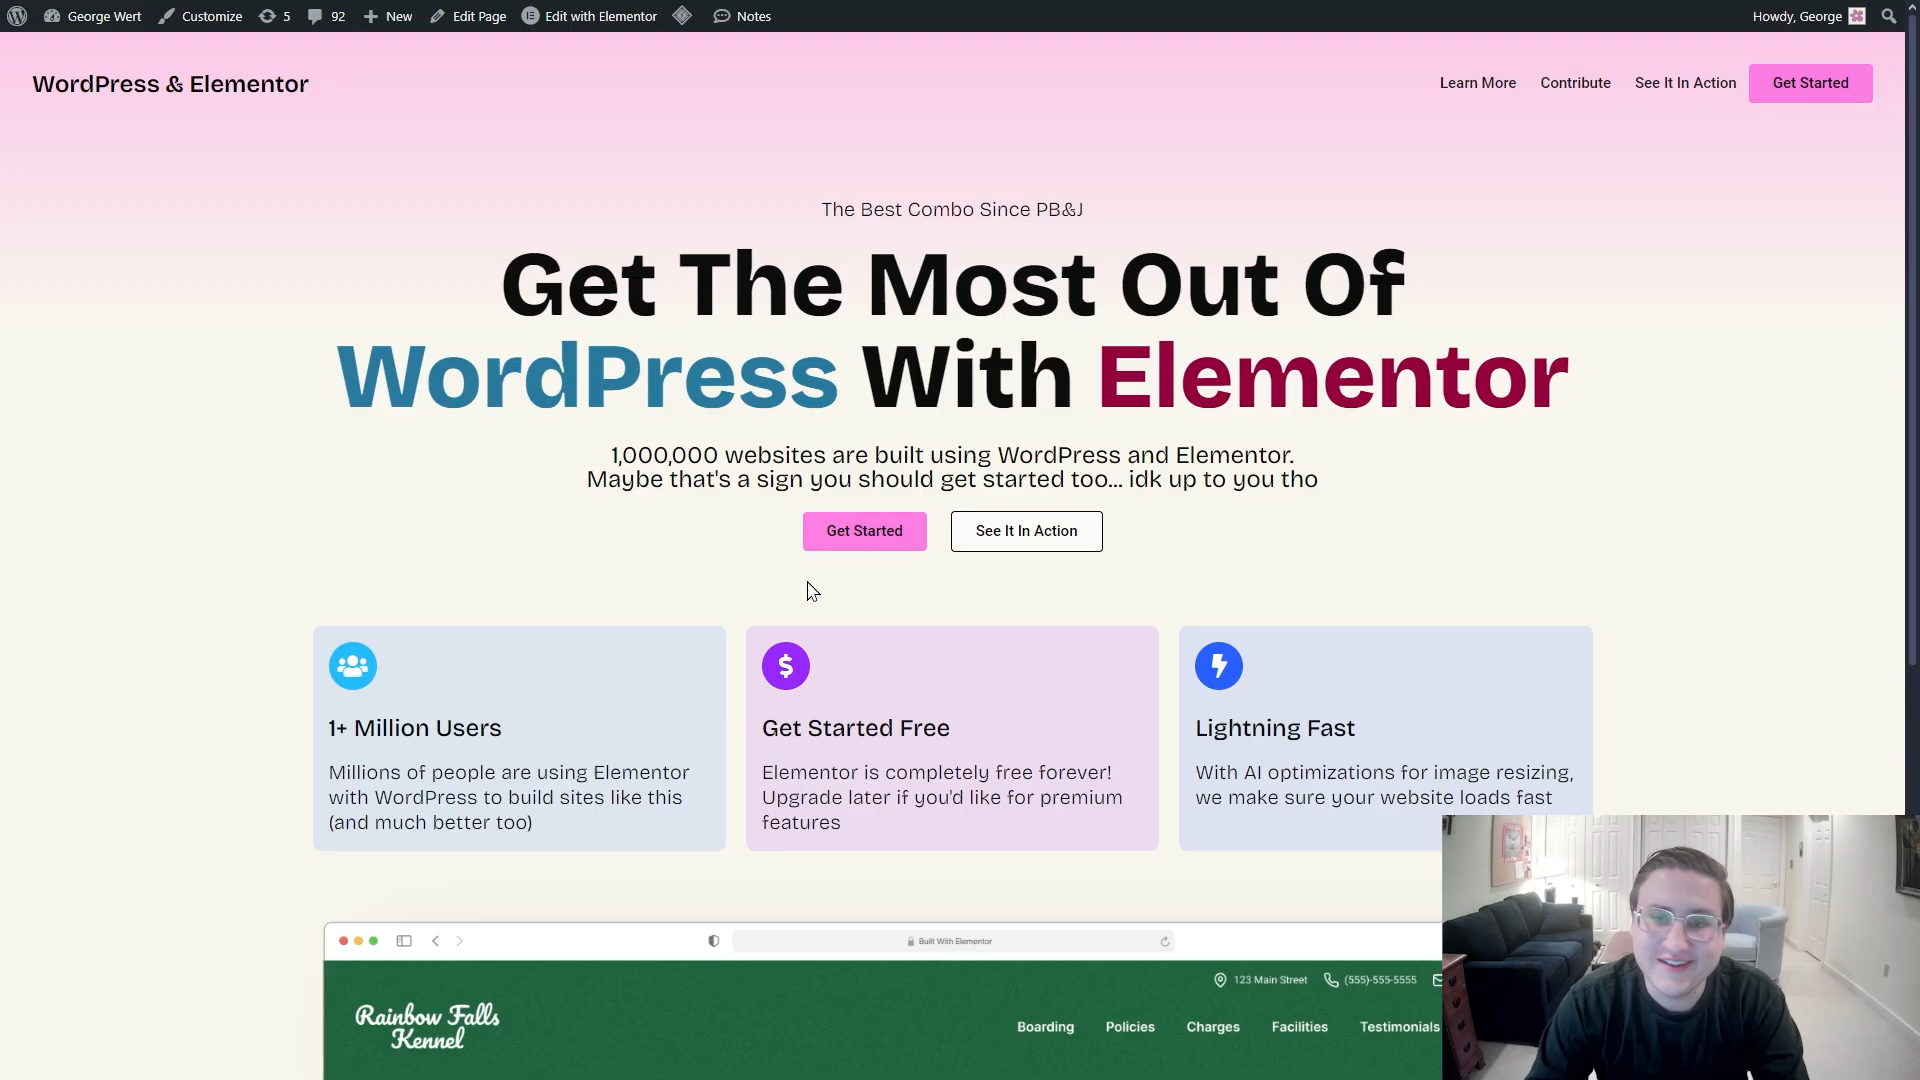 George Wert
Customize
5
92
New
Edit Page
Edit with Elementor
Notes
Howdy, George
WordPress & Elementor
Learn More
Contribute
See It In Action
Get Started
The Best Combo Since PB&J
Get The Most Out Of
WordPress With Elementor
1,000,000 websites are built using WordPress and Elementor.
Maybe that's a sign you should get started too... idk up to you tho
Get Started
See It In Action
1+ Million Users
Millions of people are using Elementor
with WordPress to build sites like this
(and much better too)
$
Get Started Free
Elementor is completely free forever!
Upgrade later if you'd like for premium
features
Lightning Fast
With AI optimizations for image resizing,
we make sure your website loads fast
Built With Elementor
123 Main Street
(555)-555-5555
Rainbow Falls
Kennel
Boarding
Policies
Charges
Facilities
Testimonials